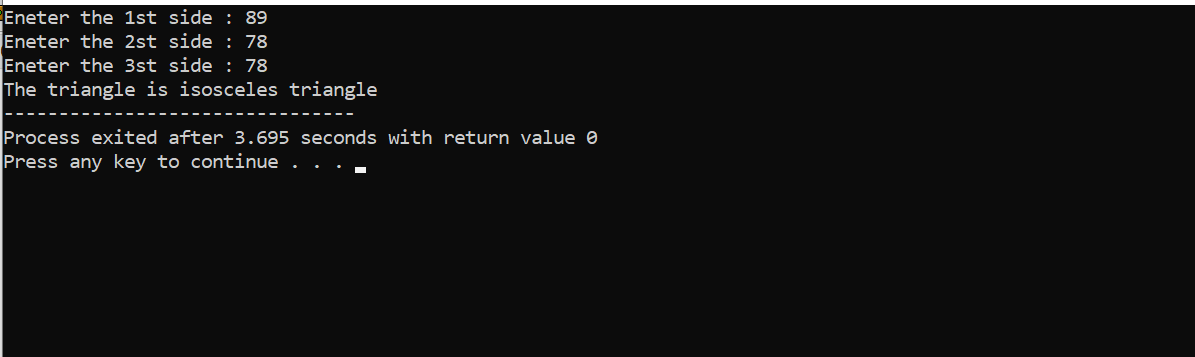 Eneter the 1st side : 89
Eneter the 2st side : 78
Eneter the 3st side : 78
The triangle is isosceles triangle
--------------------------------
Process exited after 3.695 seconds with return value 0
Press any key to continue . . .